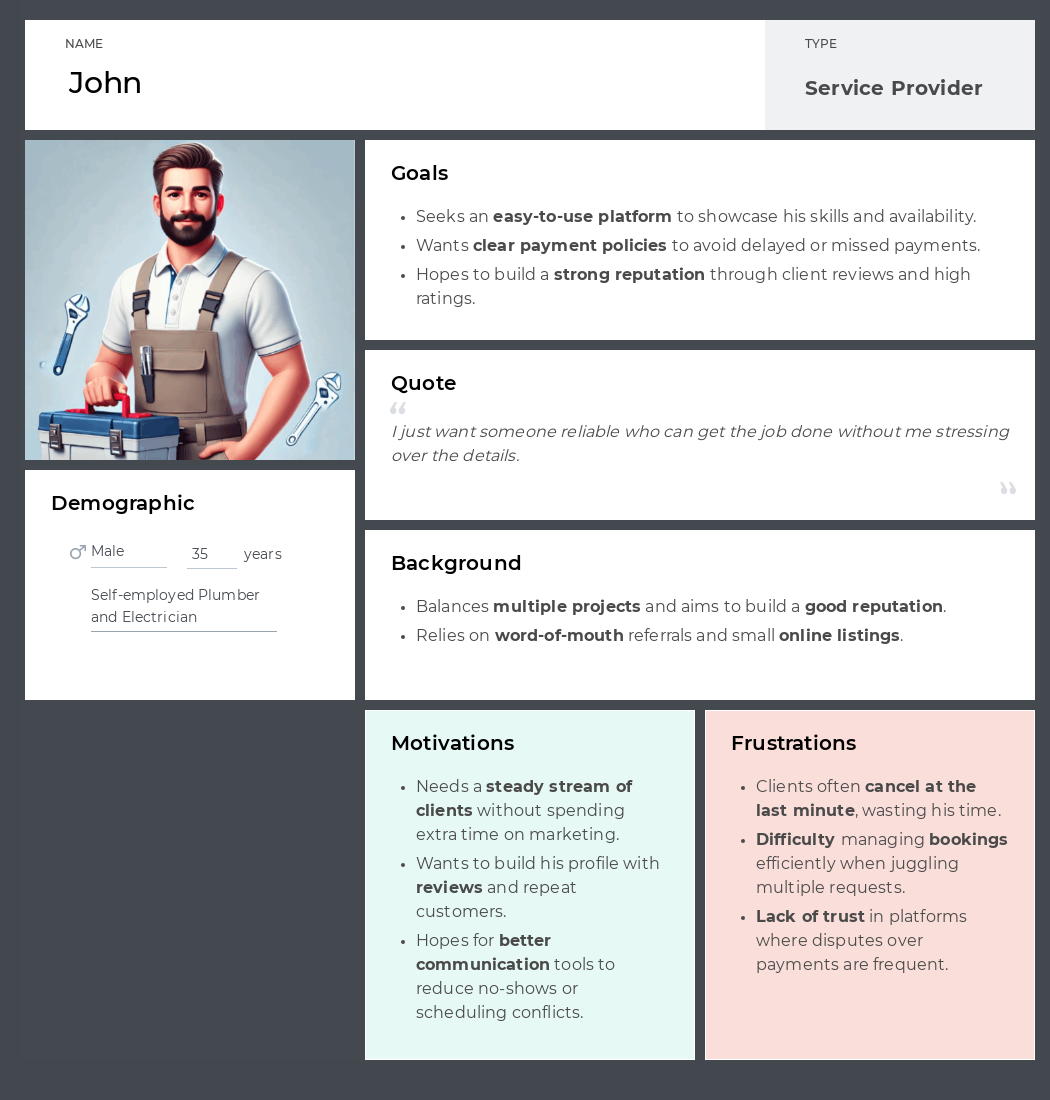 NAME
John
TYPE
Service Provider
Goals
• Seeks an easy-to-use platform to showcase his skills and availability.
• Wants clear payment policies to avoid delayed or missed payments.
• Hopes to build a strong reputation through client reviews and high
ratings.
Quote
“
I just want someone reliable who can get the job done without me stressing
over the details.
”
Demographic
♂ Male 35 years
Self-employed Plumber
and Electrician
Background
• Balances multiple projects and aims to build a good reputation.
• Relies on word-of-mouth referrals and small online listings.
Motivations
• Needs a steady stream of
clients without spending
extra time on marketing.
• Wants to build his profile with
reviews and repeat
customers.
• Hopes for better
communication tools to
reduce no-shows or
scheduling conflicts.
Frustrations
• Clients often cancel at the
last minute, wasting his time.
• Difficulty managing bookings
efficiently when juggling
multiple requests.
• Lack of trust in platforms
where disputes over
payments are frequent.